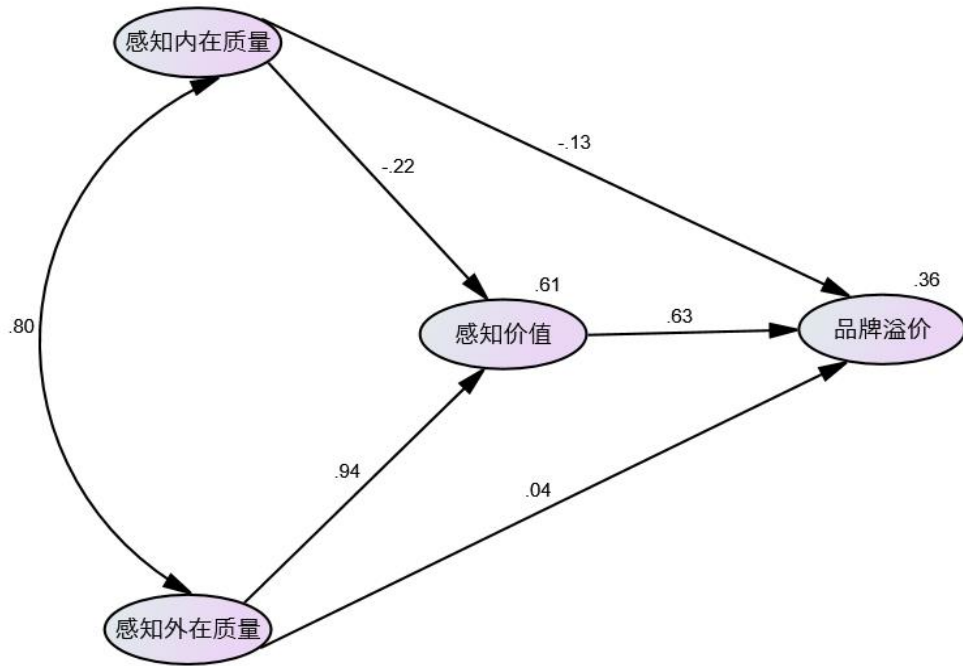 感知内在质量
-.13
-.22
.61
.36
.80
感知价值
.63
品牌溢价
.94
.04
感知外在质量